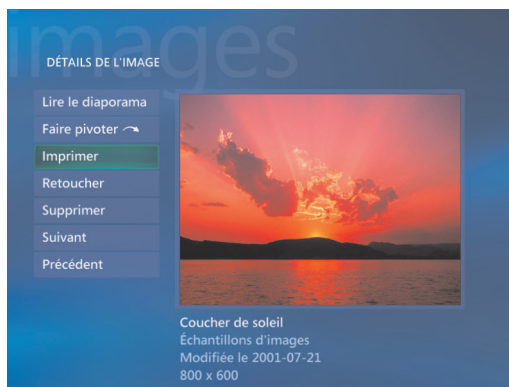 images
DÉTAILS DE L'IMAGE
Lire le diaporama
Faire pivoter
Imprimer
Retoucher
Supprimer
Suivant
Précédent
Coucher de soleil
Échantillons d'images
Modifiée le 2001-07-21
800 x 600